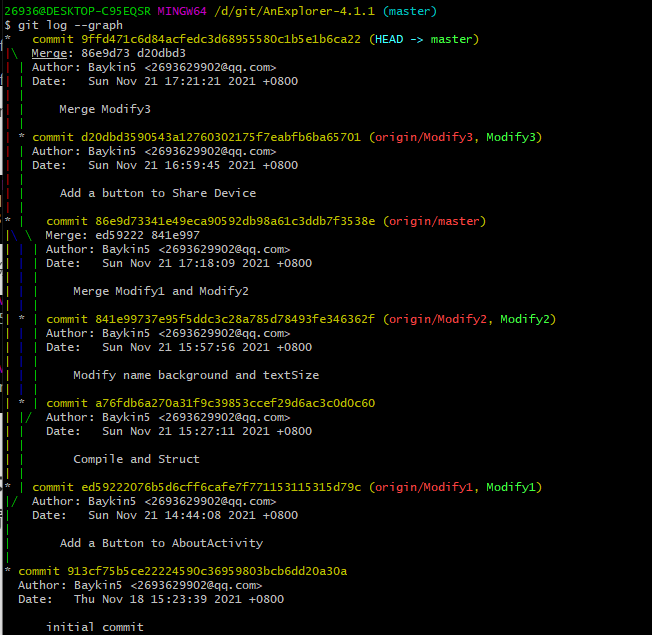 26936@DESKTOP-C95EQSR MINGW64 /d/git/AnExplorer-4.1.1 (master)
$ git log --graph
*   commit 9ffd471c6d84acfedc3d68955580c1b5e1b6ca22 (HEAD -> master)
|\  Merge: 86e9d73 d20dbd3
| | Author: Baykin5 <2693629902@qq.com>
| | Date:   Sun Nov 21 17:21:21 2021 +0800
| |
| |     Merge Modify3
| |
| * commit d20dbd3590543a12760302175f7eabfb6ba65701 (origin/Modify3, Modify3)
| | Author: Baykin5 <2693629902@qq.com>
| | Date:   Sun Nov 21 16:59:45 2021 +0800
| |
| |     Add a button to Share Device
| |
* |   commit 86e9d73341e49eca90592db98a61c3ddb7f3538e (origin/master)
|\ \  Merge: ed59222 841e997
| | | Author: Baykin5 <2693629902@qq.com>
| | | Date:   Sun Nov 21 17:18:09 2021 +0800
| | |
| | |     Merge Modify1 and Modify2
| | |
| * | commit 841e99737e95f5ddc3c28a785d78493fe346362f (origin/Modify2, Modify2)
| | | Author: Baykin5 <2693629902@qq.com>
| | | Date:   Sun Nov 21 15:57:56 2021 +0800
| | |
| | |     Modify name background and textSize
| | |
| * | commit a76fdb6a270a31f9c39853ccef29d6ac3c0d0c60
| |/  Author: Baykin5 <2693629902@qq.com>
| |   Date:   Sun Nov 21 15:27:11 2021 +0800
| |
| |       Compile and Struct
| |
* | commit ed59222076b5d6cff6cafe7f771153115315d79c (origin/Modify1, Modify1)
|/  Author: Baykin5 <2693629902@qq.com>
|   Date:   Sun Nov 21 14:44:08 2021 +0800
|
|       Add a Button to AboutActivity
|
* commit 913cf75b5ce22224590c36959803bcb6dd20a30a
  Author: Baykin5 <2693629902@qq.com>
  Date:   Thu Nov 18 15:23:39 2021 +0800

      initial commit